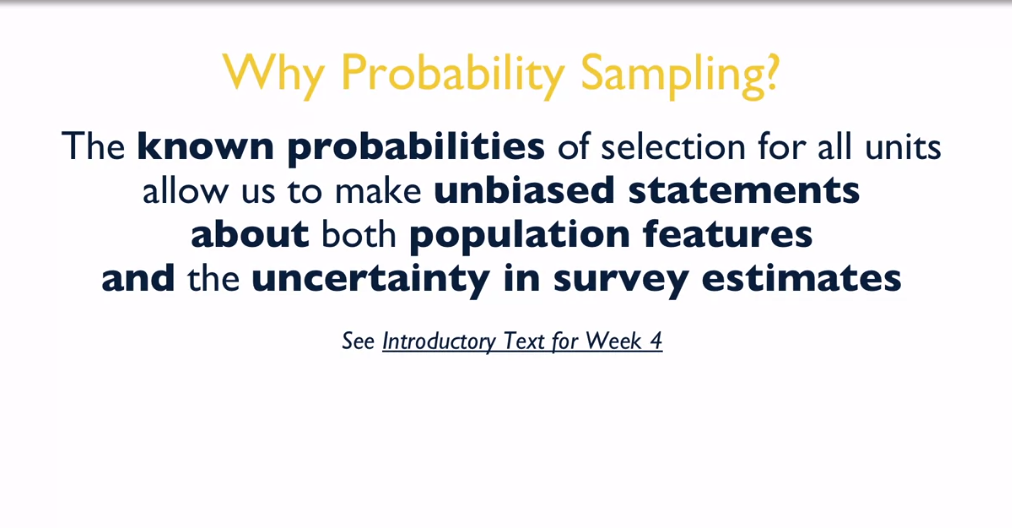 Why Probability Sampling?
The known probabilities of selection for all units
allow us to make unbiased statements
about both population features
and the uncertainty in survey estimates
See Introductory Text for Week 4